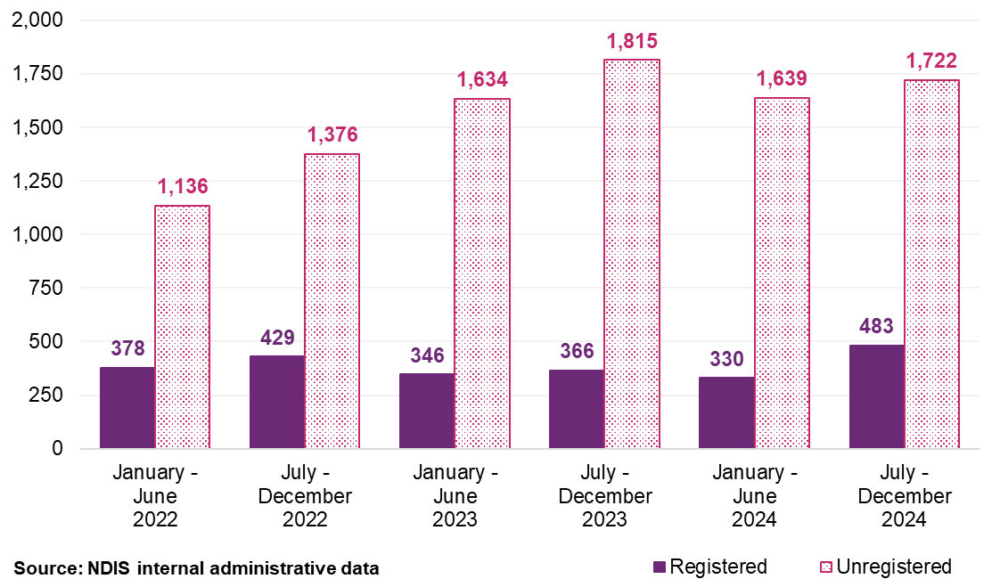 2,000
1,750
1,500
1,250
1,000
750
500
250
0
378
1,136
429
1,376
346
1,634
366
1,815
330
1,639
483
1,722
January -
June
2022
July -
December
2022
January -
June
2023
July -
December
2023
January -
June
2024
July -
December
2024
Source: NDIS internal administrative data
Registered
Unregistered